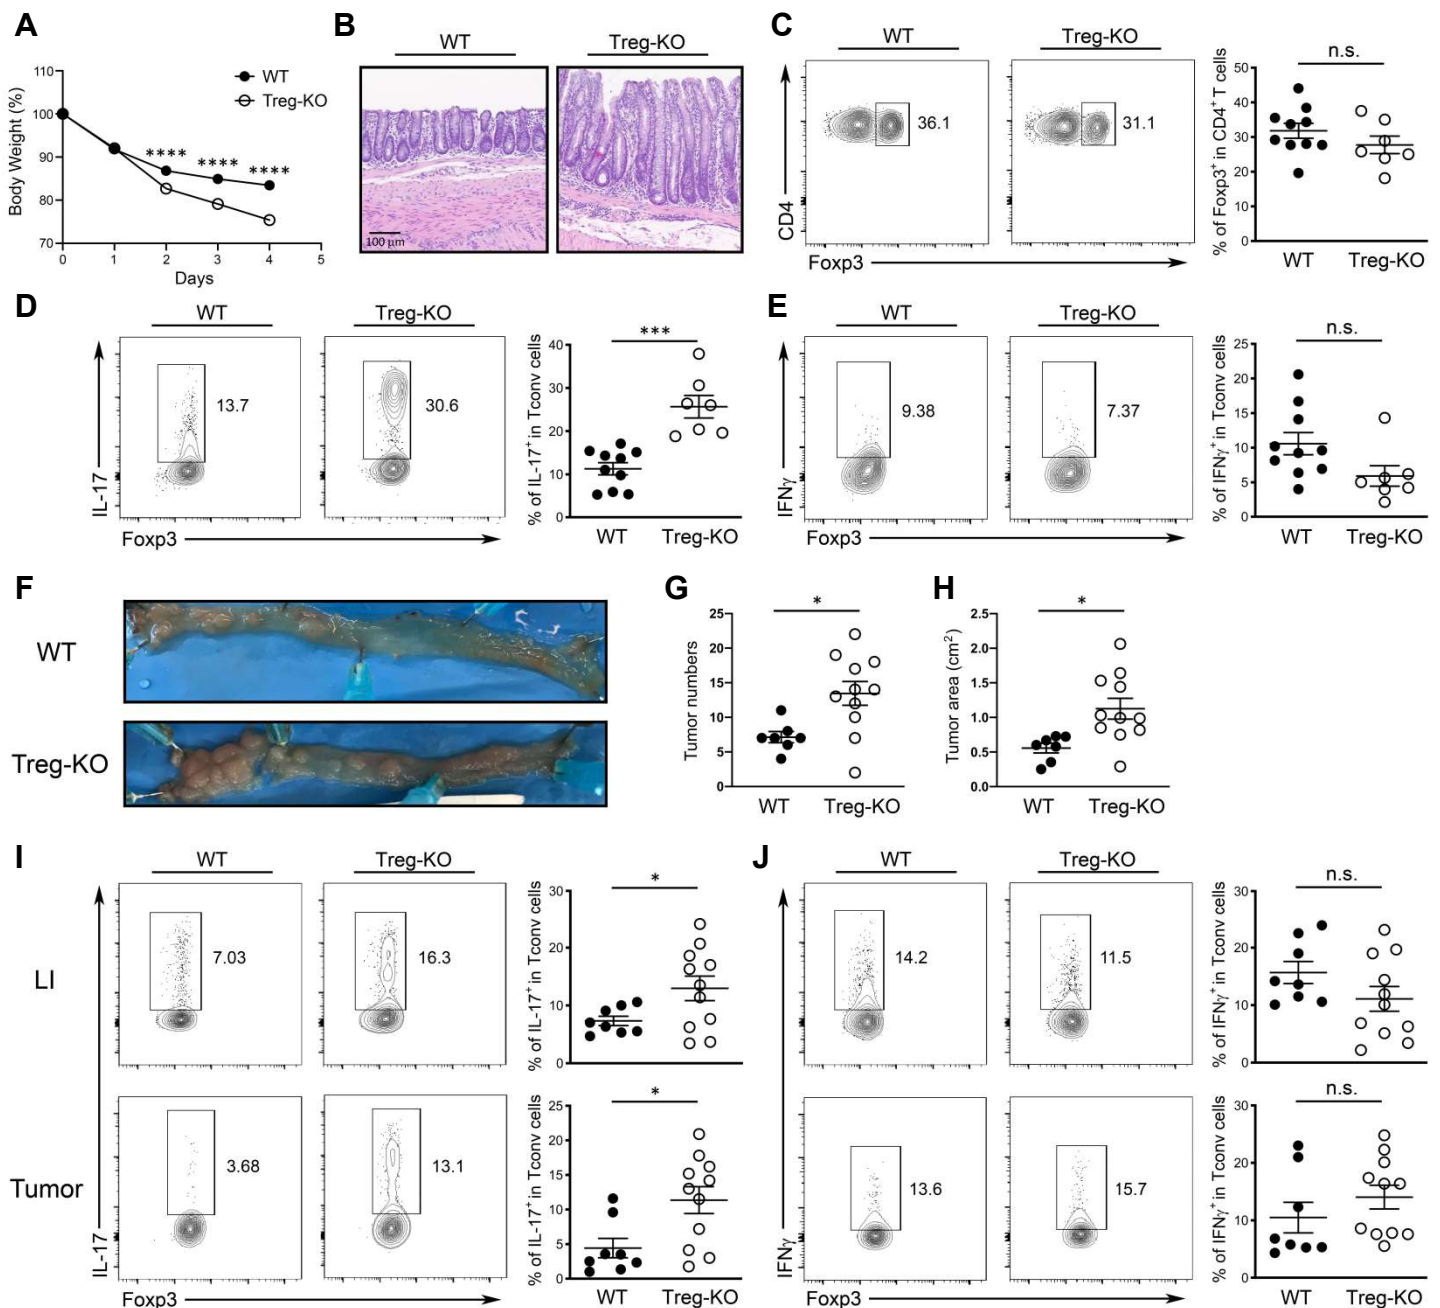 A
Body Weight (%)
110
100
90
80
70
0 1 2 3 4 5
Days
WT
Treg-KO
**** **** ****
B
WT Treg-KO
100 µm
C
WT Treg-KO
CD4
36.1 31.1
Foxp3
% of Foxp3+ in CD4+ T cells
n.s.
50
40
30
20
10
0
WT Treg-KO
D
WT Treg-KO
IL-17
13.7 30.6
Foxp3
% of IL-17+ in Tconv cells
***
40
30
20
10
0
WT Treg-KO
E
WT Treg-KO
IFNγ
9.38 7.37
Foxp3
% of IFNγ+ in Tconv cells
n.s.
25
20
15
10
5
0
WT Treg-KO
F
WT
Treg-KO
G
Tumor numbers
*
25
20
15
10
5
0
WT Treg-KO
H
Tumor area (cm2)
*
2.5
2.0
1.5
1.0
0.5
0.0
WT Treg-KO
I
WT Treg-KO
LI
7.03 16.3
% of IL-17+ in Tconv cells
*
30
20
10
0
Tumor
3.68 13.1
IL-17
Foxp3
% of IL-17+ in Tconv cells
*
25
20
15
10
5
0
WT Treg-KO
J
WT Treg-KO
14.2 11.5
% of IFNγ+ in Tconv cells
n.s.
30
20
10
0
13.6 15.7
IFNγ
Foxp3
% of IFNγ+ in Tconv cells
n.s.
30
20
10
0
WT Treg-KO